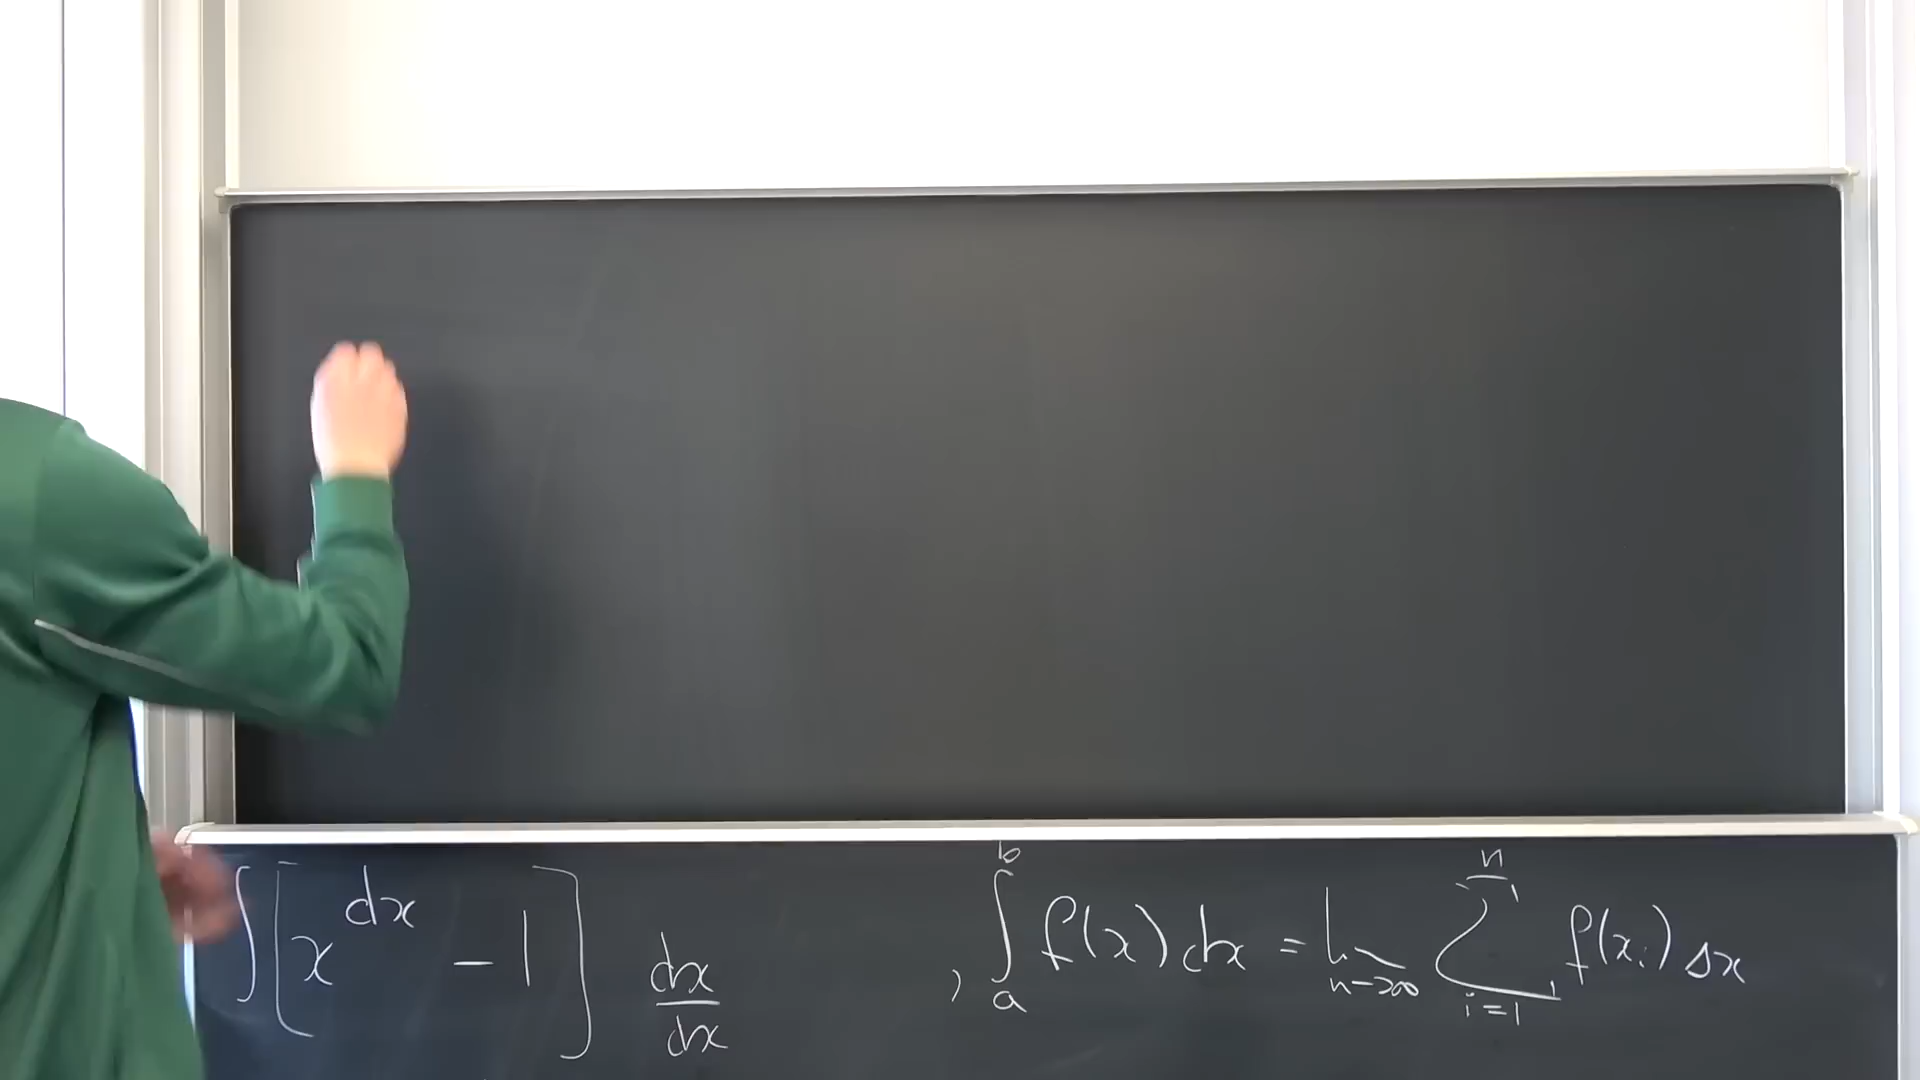 ∫[x^{dx} - 1] dx/dx , ∫_a^b f(x) dx = lim_{n→∞} ∑_{i=1}^n f(x_i) Δx